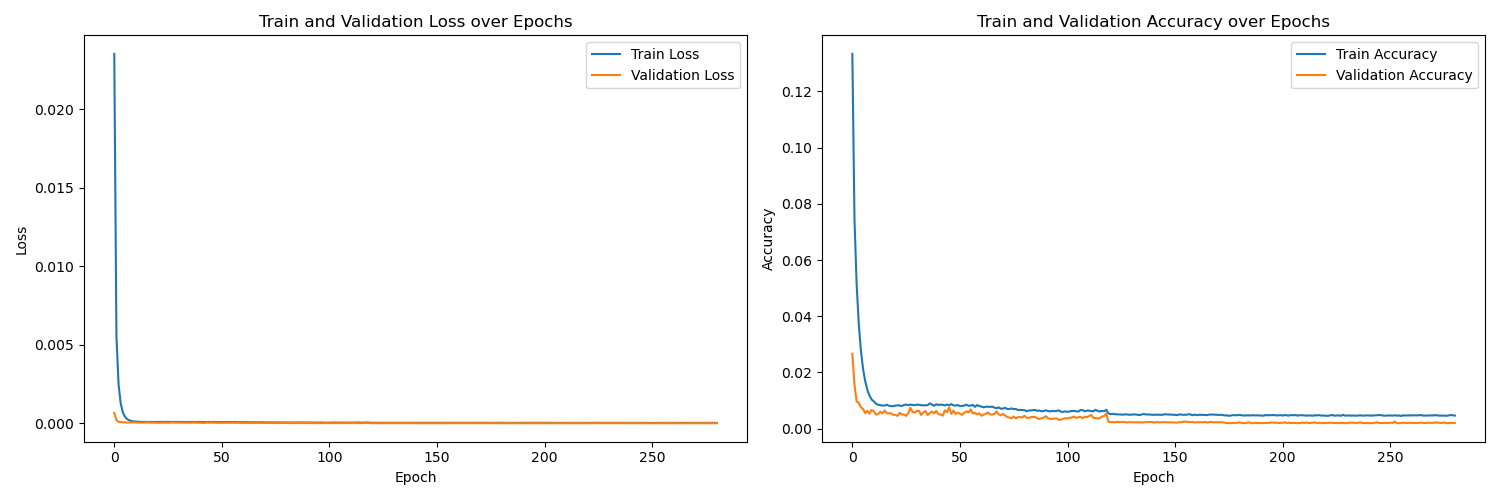 Train and Validation Loss over Epochs
Train Loss
Validation Loss
0.020
0.015
0.010
0.005
0.000
Loss
0
50
100
150
200
250
Epoch
Train and Validation Accuracy over Epochs
Train Accuracy
Validation Accuracy
0.12
0.10
0.08
0.06
0.04
0.02
0.00
Accuracy
0
50
100
150
200
250
Epoch